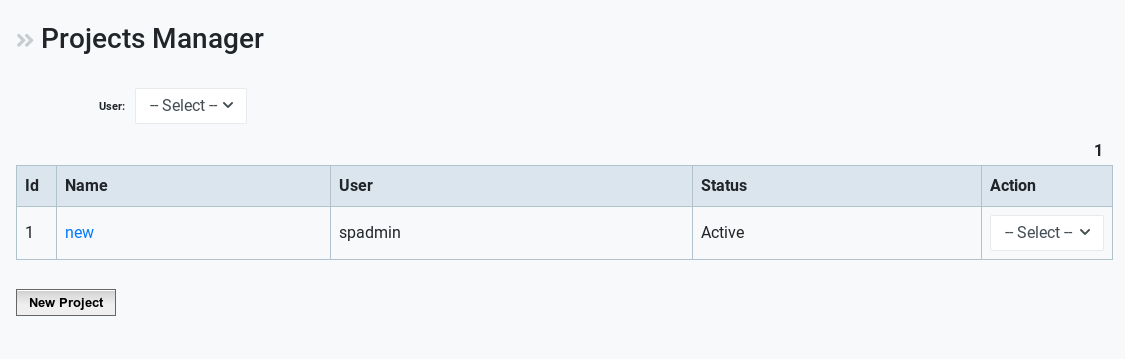 » Projects Manager
User: -- Select --
1
Id Name User Status Action
1 new spadmin Active -- Select --
New Project